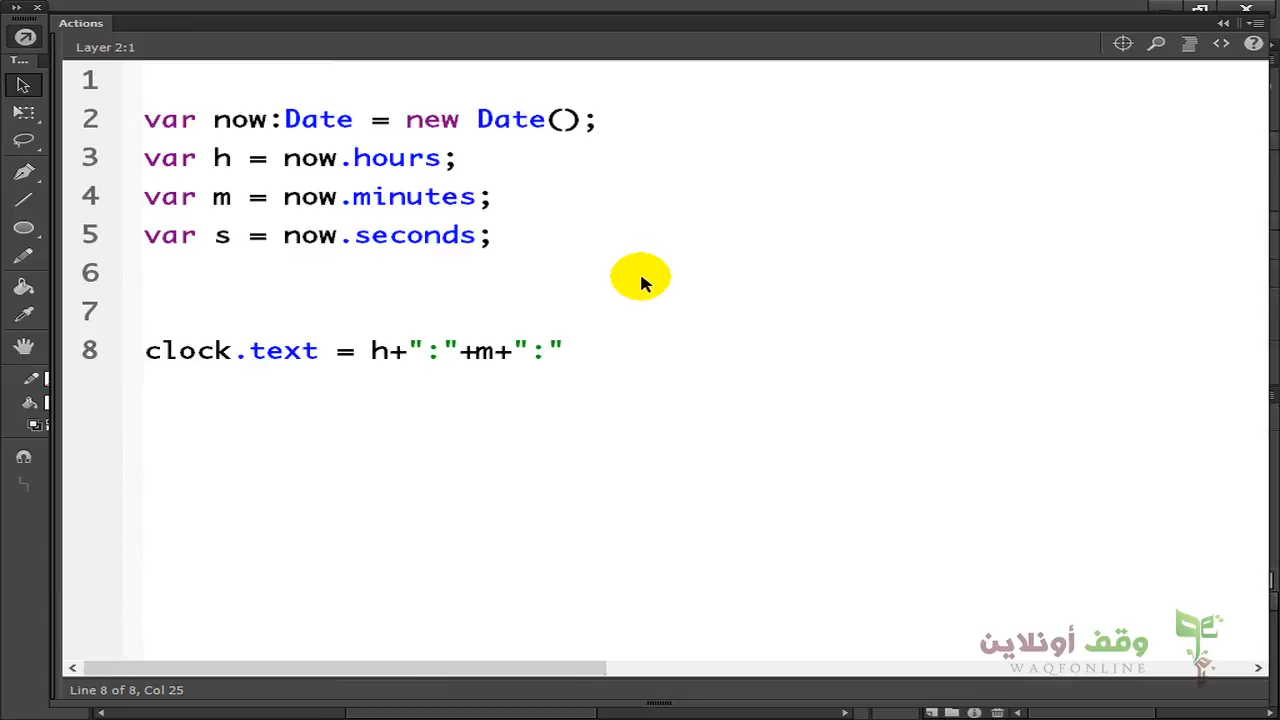 Actions
Layer 2:1
T...
1
2 var now:Date = new Date();
3 var h = now.hours;
4 var m = now.minutes;
5 var s = now.seconds;
6
7
8 clock.text = h+":"+m+":"
وقف أونلاين
WAQFONLINE
Line 8 of 8, Col 25